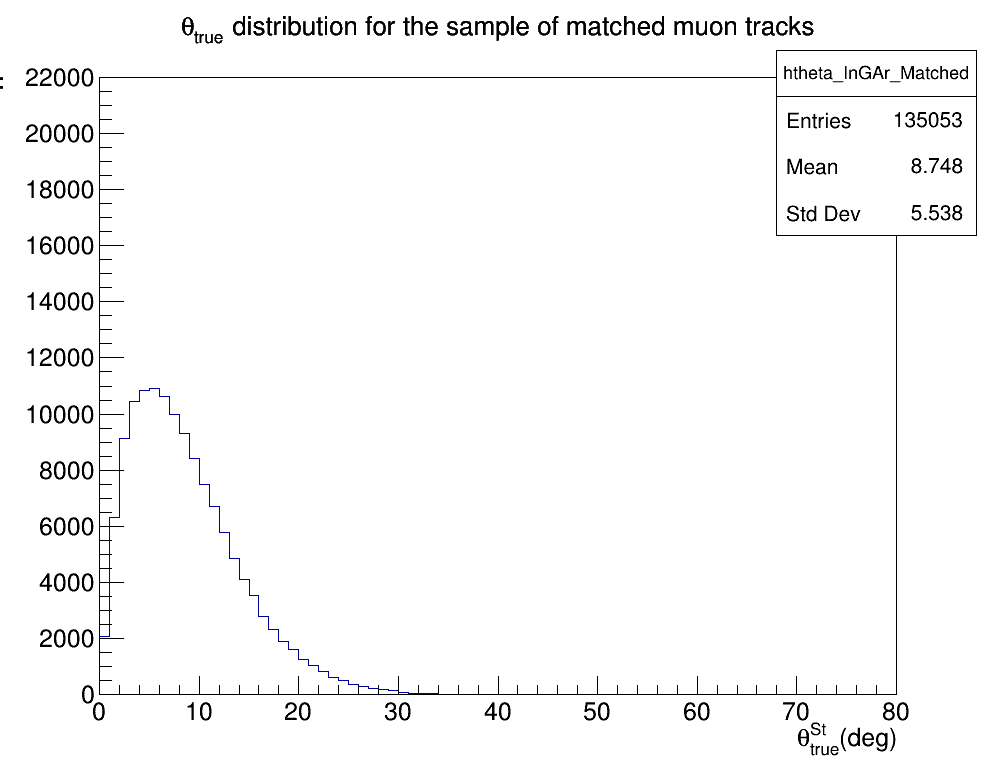 θtrue distribution for the sample of matched muon tracks
htheta_InGAr_Matched
Entries 135053
Mean 8.748
Std Dev 5.538
22000
20000
18000
16000
14000
12000
10000
8000
6000
4000
2000
0
0 10 20 30 40 50 60 70 80
θ^St_true(deg)